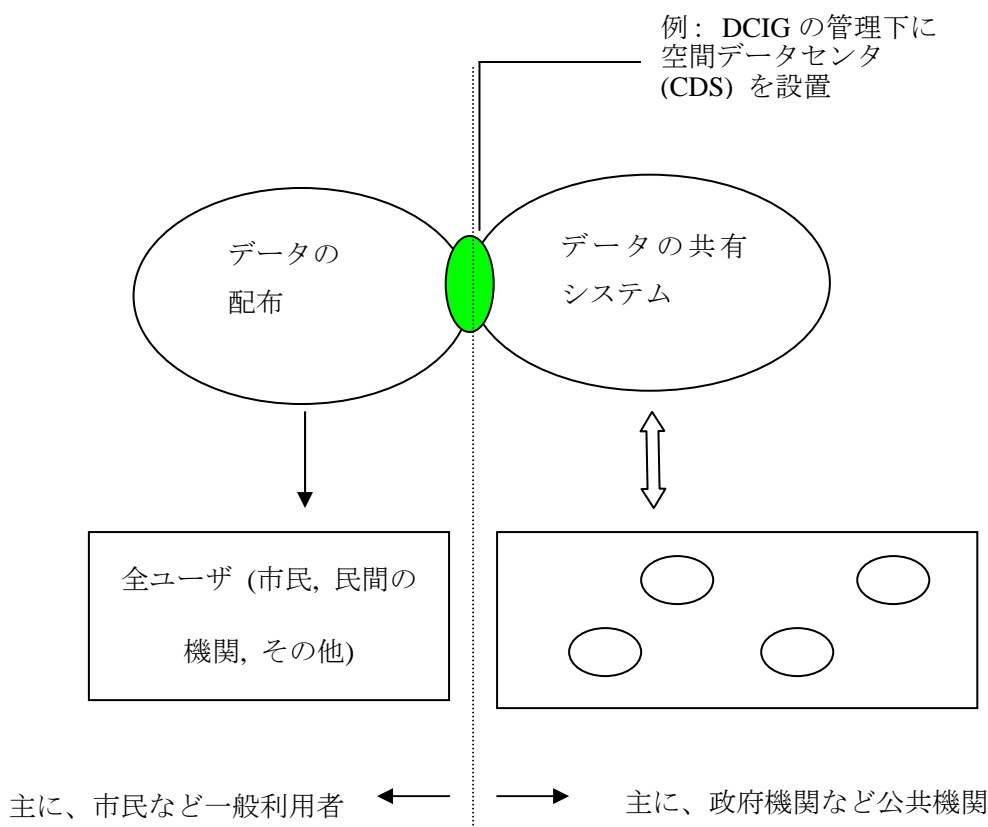 例: DCIG の管理下に
空間データセンタ
(CDS) を設置
データの
配布
データの共有
システム
全ユーザ (市民, 民間の
機関, その他)
主に、市民など一般利用者
主に、政府機関など公共機関